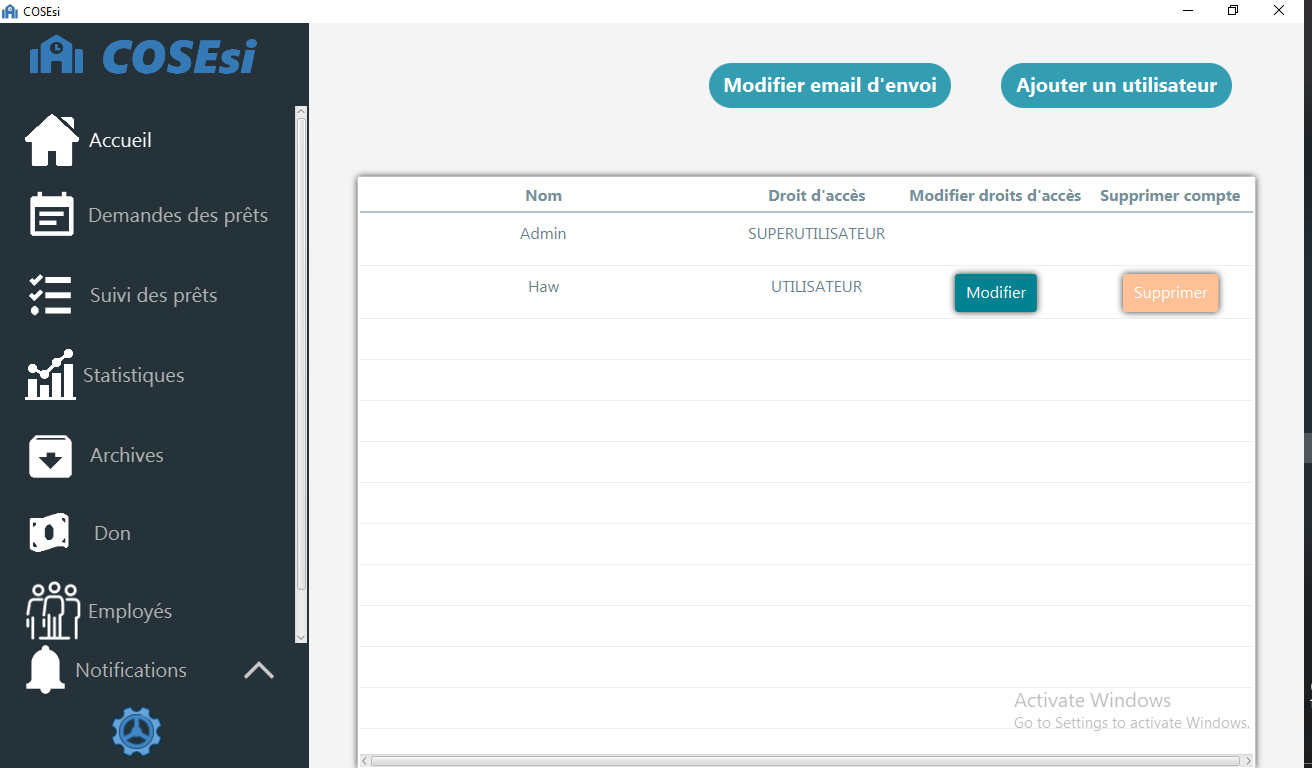 COSEsi
COSEsi
Accueil
Demandes des prêts
Suivi des prêts
Statistiques
Archives
Don
Employés
Notifications
Modifier email d'envoi
Ajouter un utilisateur
Nom Droit d'accès Modifier droits d'accès Supprimer compte
Admin SUPERUTILISATEUR
Haw UTILISATEUR Modifier Supprimer
Activate Windows
Go to Settings to activate Windows.